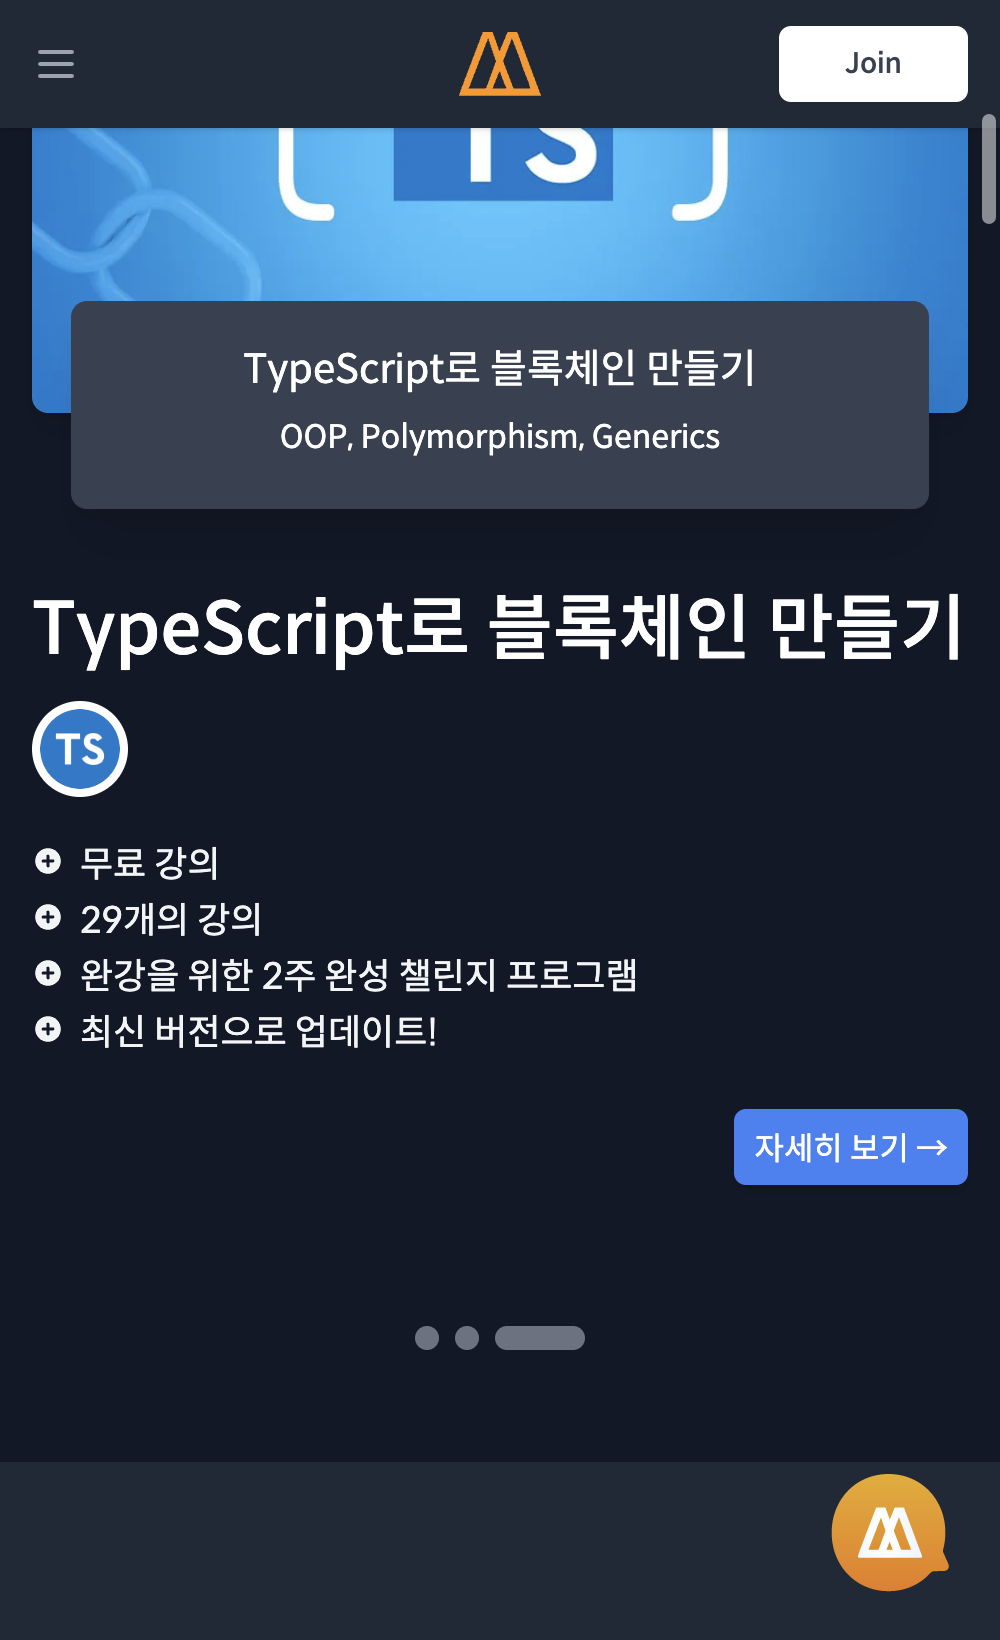 Join
TS
TypeScript로 블록체인 만들기
OOP, Polymorphism, Generics
TypeScript로 블록체인 만들기
TS
무료 강의
29개의 강의
완강을 위한 2주 완성 챌린지 프로그램
최신 버전으로 업데이트!
자세히 보기 →